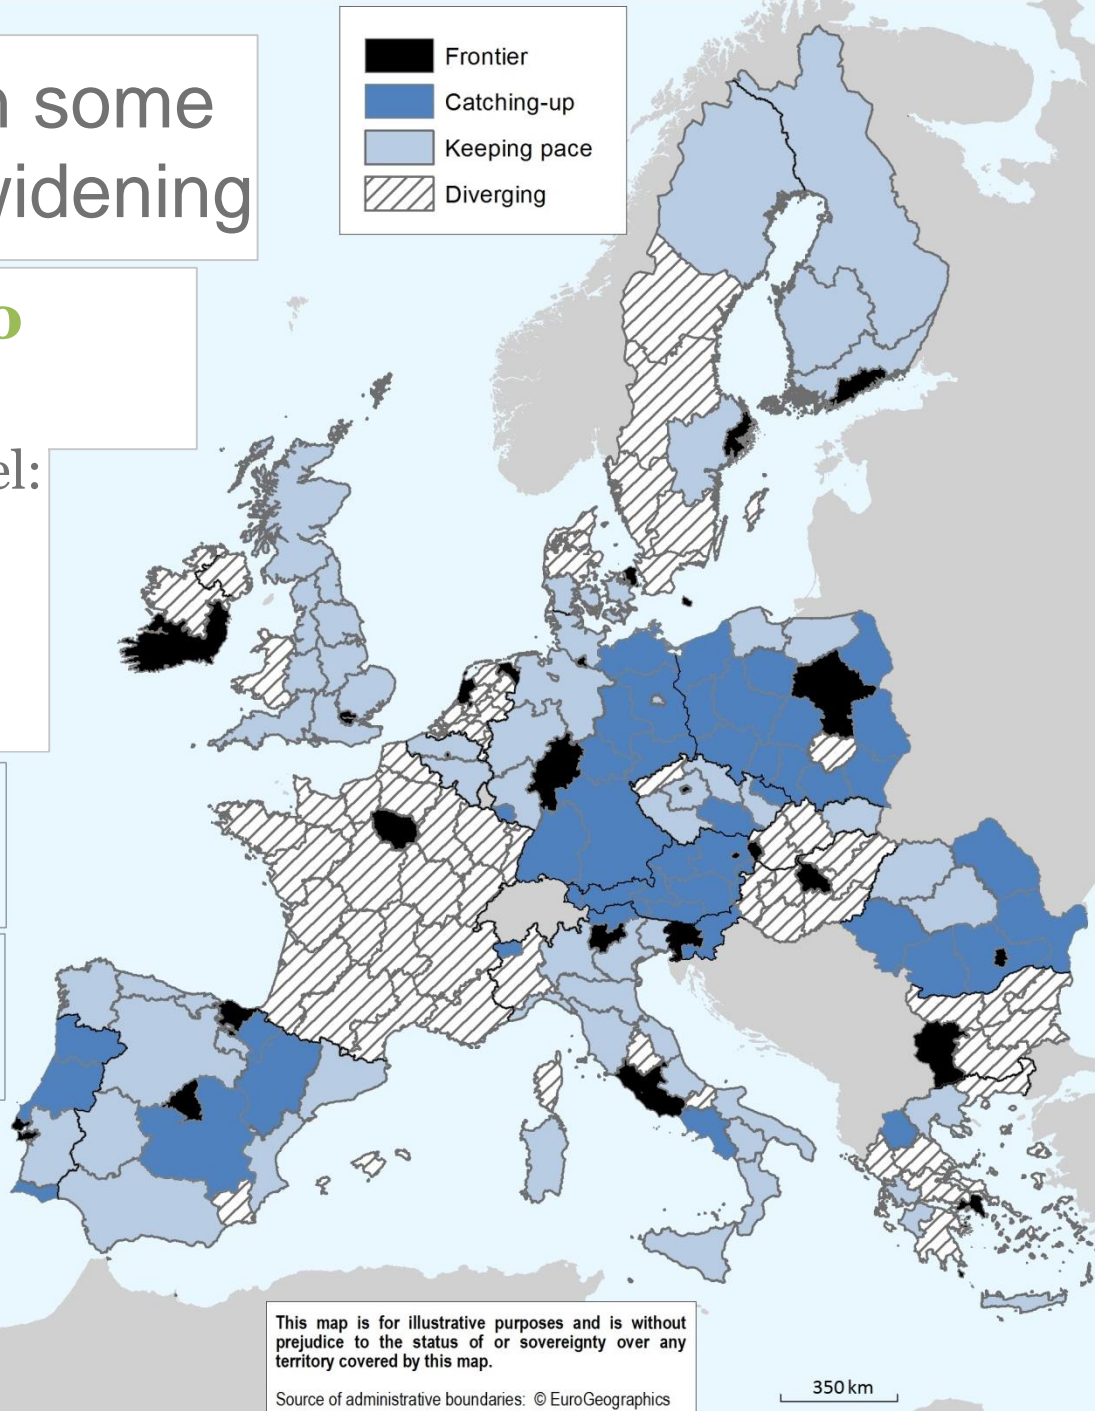 some
widening
o
el:
Frontier
Catching-up
Keeping pace
Diverging
This map is for illustrative purposes and is without
prejudice to the status of or sovereignty over any
territory covered by this map.
Source of administrative boundaries: © EuroGeographics
350 km